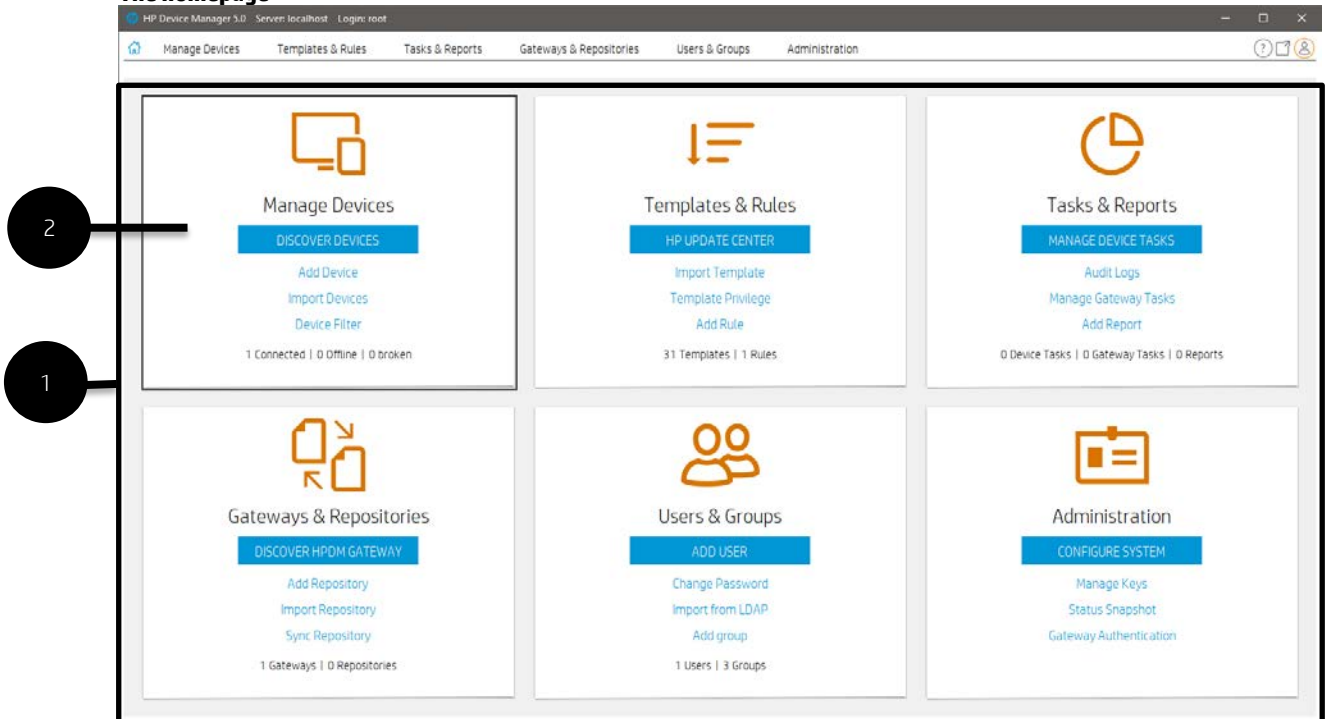 The homepage
HP Device Manager 5.0 Server: localhost Login: root
Manage Devices Templates & Rules Tasks & Reports Gateways & Repositories Users & Groups Administration
Manage Devices
DISCOVER DEVICES
Add Device
Import Devices
Device Filter
1 Connected | 0 Offline | 0 broken
Templates & Rules
HP UPDATE CENTER
Import Template
Template Privilege
Add Rule
31 Templates | 1 Rules
Tasks & Reports
MANAGE DEVICE TASKS
Audit Logs
Manage Gateway Tasks
Add Report
0 Device Tasks | 0 Gateway Tasks | 0 Reports
2
1
Gateways & Repositories
DISCOVER HPDM GATEWAY
Add Repository
Import Repository
Sync Repository
1 Gateways | 0 Repositories
Users & Groups
ADD USER
Change Password
Import from LDAP
Add group
1 Users | 3 Groups
Administration
CONFIGURE SYSTEM
Manage Keys
Status Snapshot
Gateway Authentication